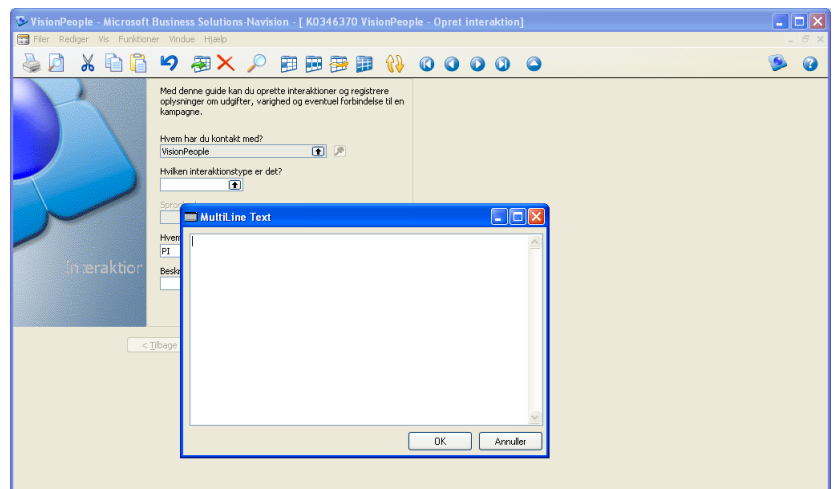 VisionPeople - Microsoft Business Solutions-Navision - [ K0346370 VisionPeople - Opret interaktion]
Filer Rediger Vis Funktioner Vindue Hjælp
Med denne guide kan du oprette interaktioner og registrere
oplysninger om udgifter, varighed og eventuel forbindelse til en
kampagne.
Hvem har du kontakt med?
VisionPeople
Hvilken interaktionstype er det?
MultiLine Text
PI
< Tilbage
OK Annuller